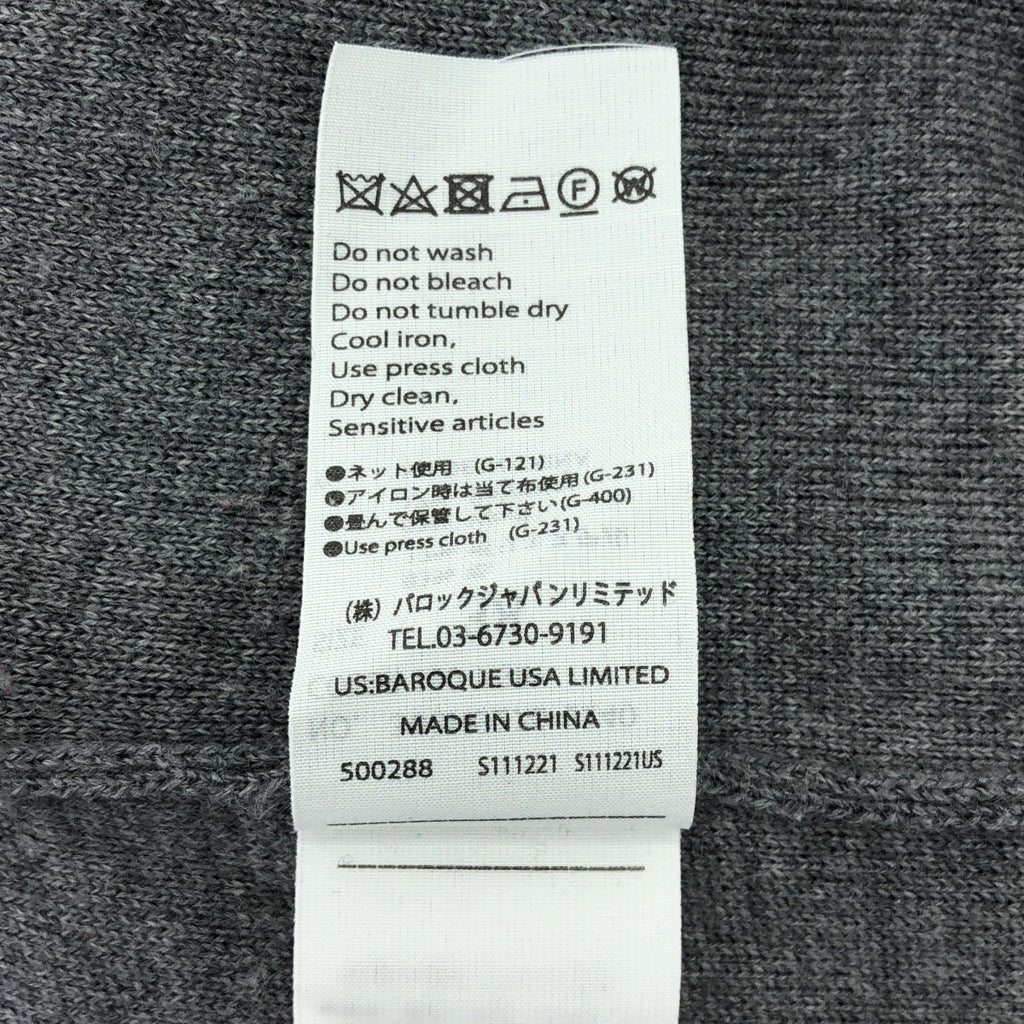 F W
Do not wash
Do not bleach
Do not tumble dry
Cool iron,
Use press cloth
Dry clean,
Sensitive articles
●ネット使用 (G-121)
●アイロン時は当て布使用(G-231)
●畳んで保管して下さい(G-400)
●Use press cloth (G-231)
(株) バロックジャパンリミテッド
TEL.03-6730-9191
US:BAROQUE USA LIMITED
MADE IN CHINA
500288 S111221 S111221US